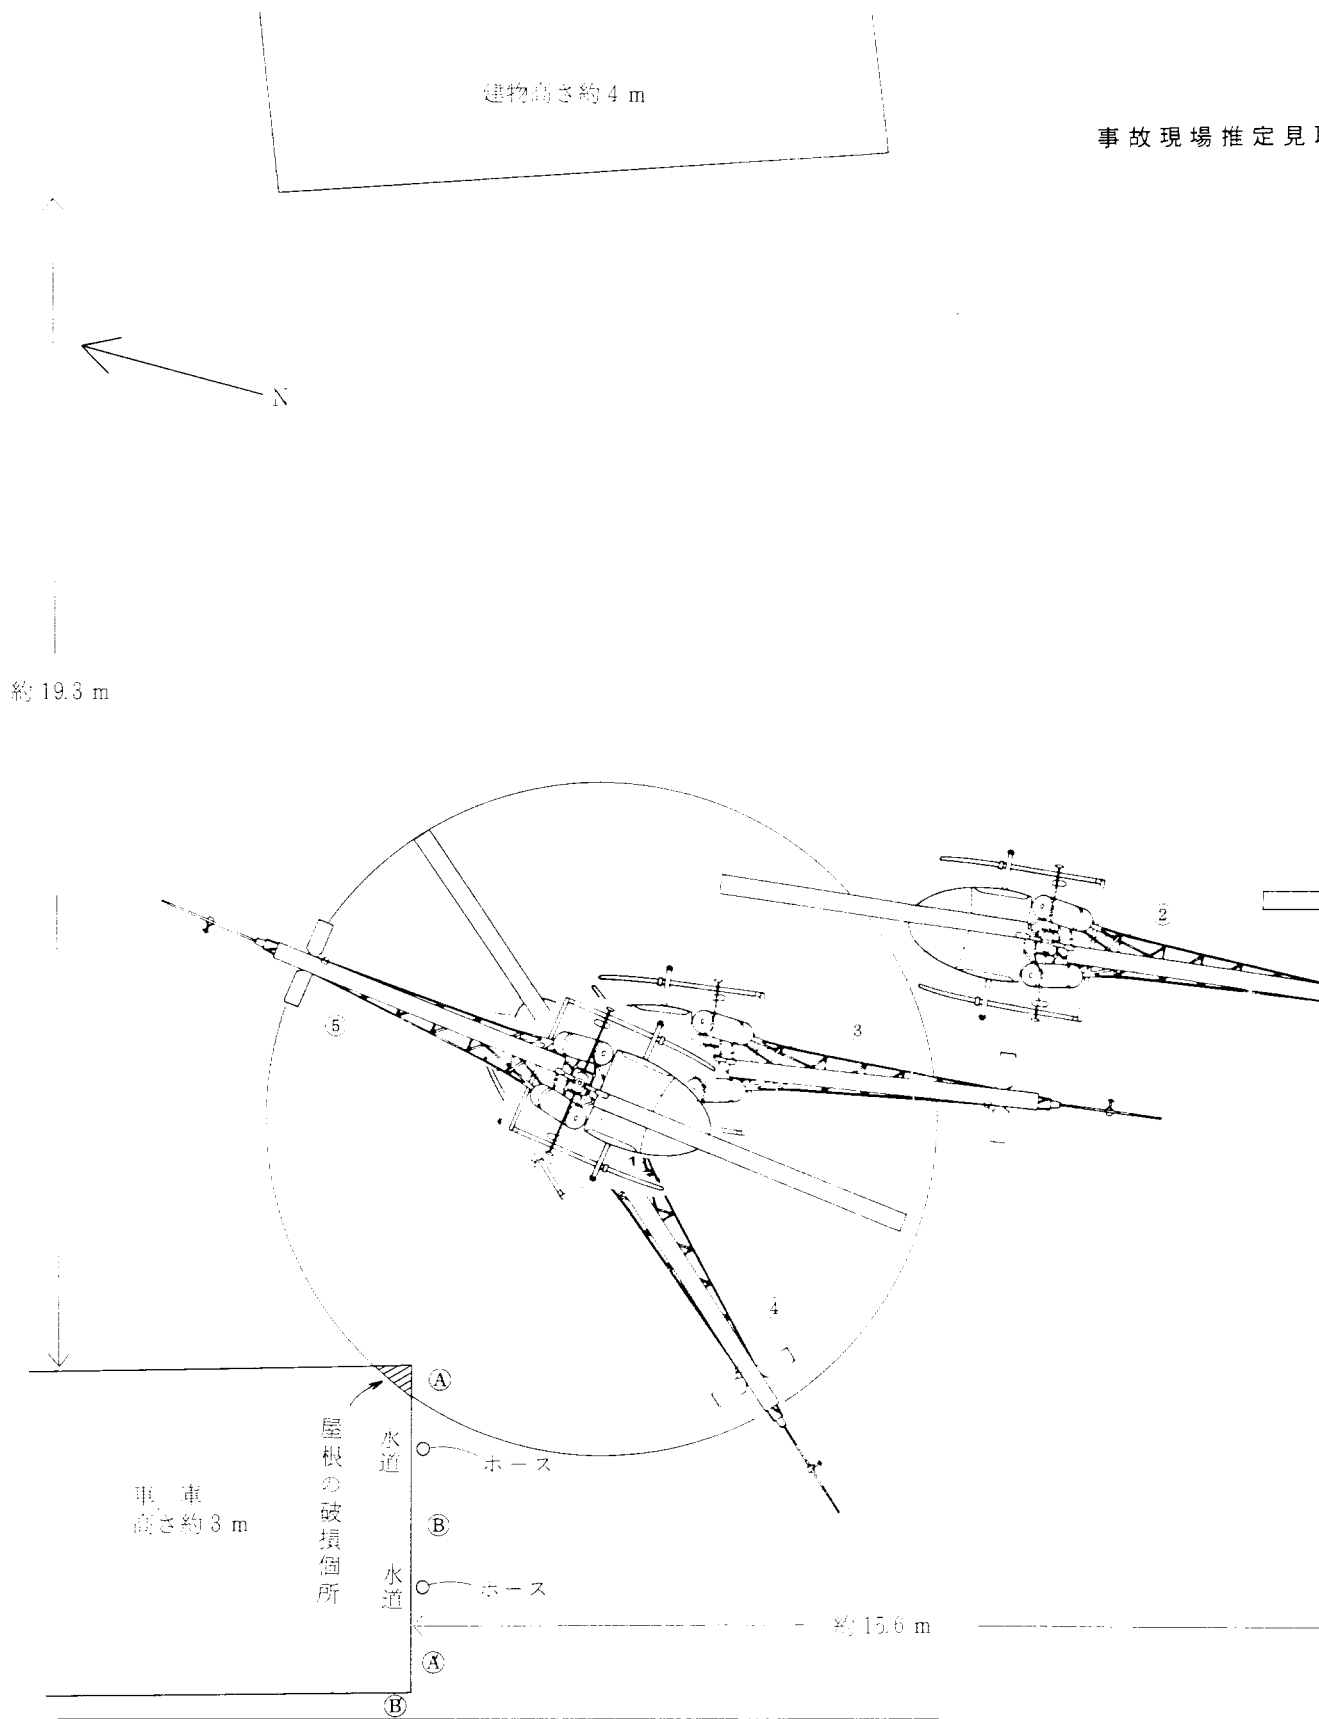 建物高さ約 4 m
事故現場推定見
N
約 19.3 m
②
3
⑤
1
4
Ⓐ
屋根の破損個所
水道
ホース
車庫
高さ約 3 m
Ⓑ
水道
ホース
約 15.6 m
Ⓐ
Ⓑ